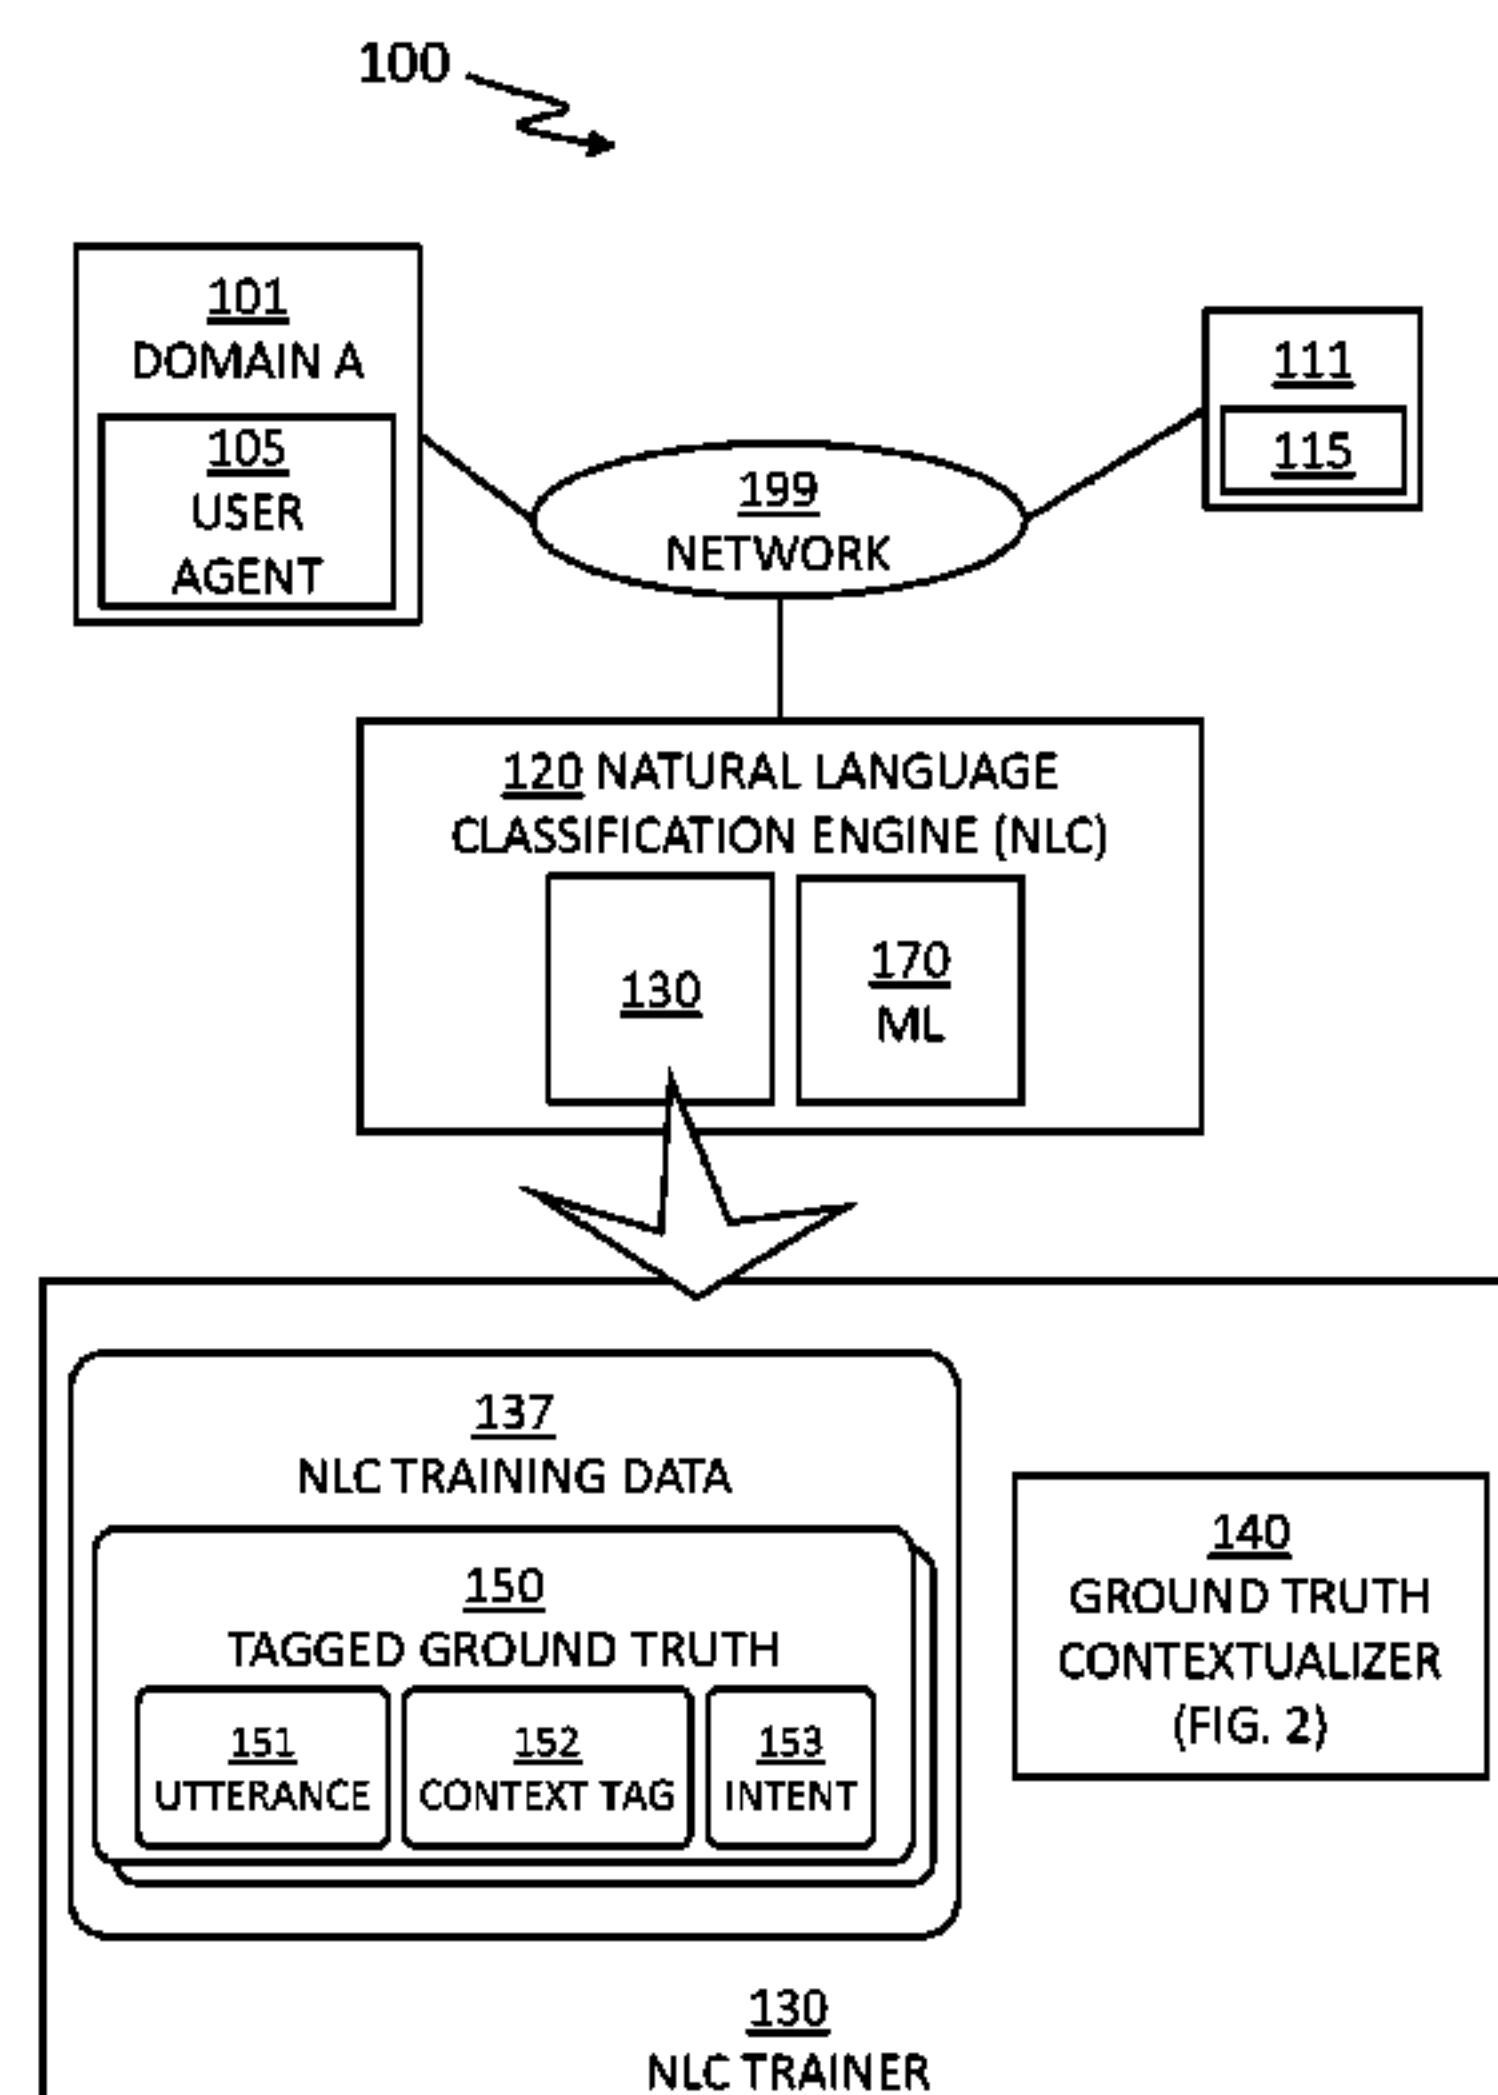 100
101
DOMAIN A
105
USER
AGENT
111
115
199
NETWORK
120 NATURAL LANGUAGE
CLASSIFICATION ENGINE (NLC)
130
170
ML
137
NLC TRAINING DATA
150
TAGGED GROUND TRUTH
151
UTTERANCE
152
CONTEXT TAG
153
INTENT
140
GROUND TRUTH
CONTEXTUALIZER
(FIG. 2)
130
NLC TRAINER